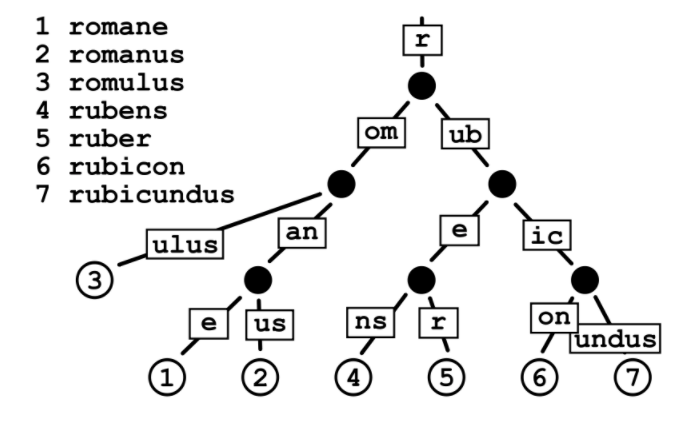 1 romane
2 romanus
3 romulus
4 rubens
5 ruber
6 rubicon
7 rubicundus
r
om
ub
ulus
an
e
ic
3
e
us
ns
r
on
undus
1
2
4
5
6
7